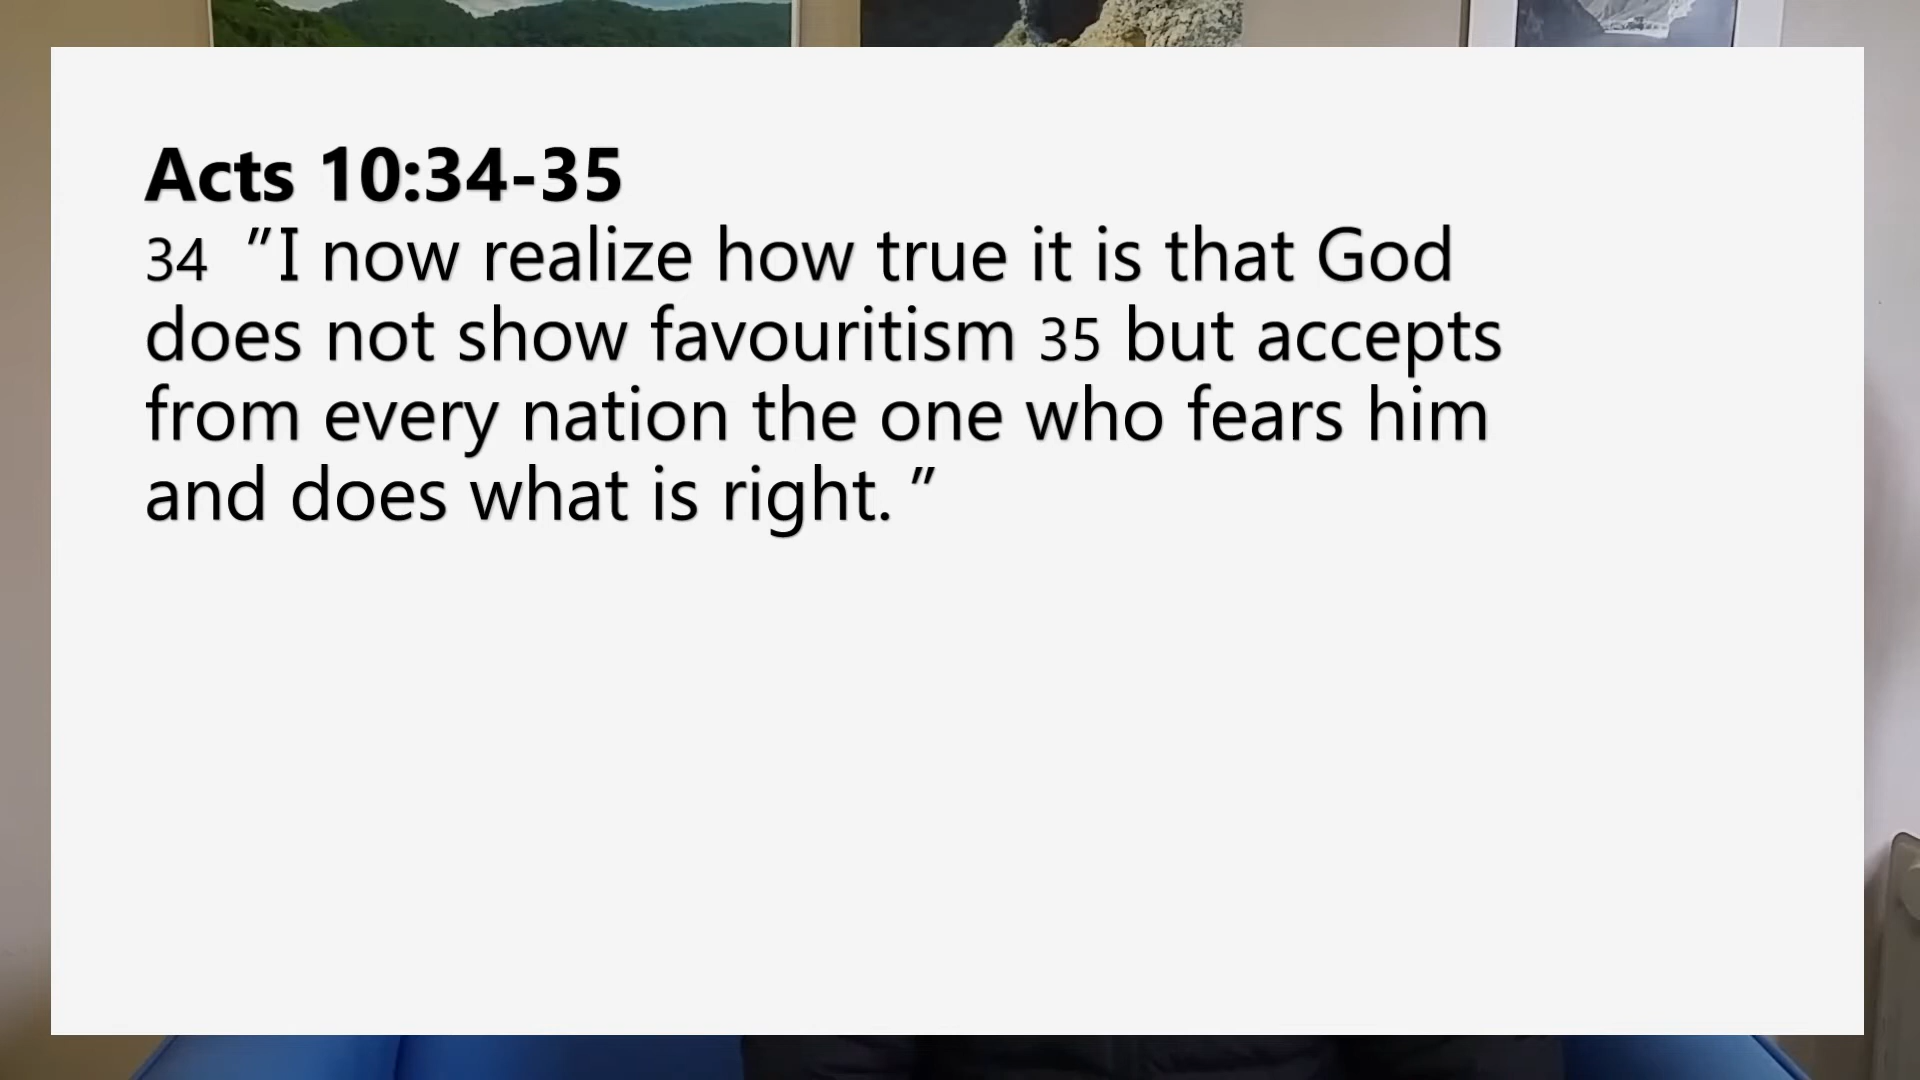 Acts 10:34-35
34 "I now realize how true it is that God
does not show favouritism 35 but accepts
from every nation the one who fears him
and does what is right. "